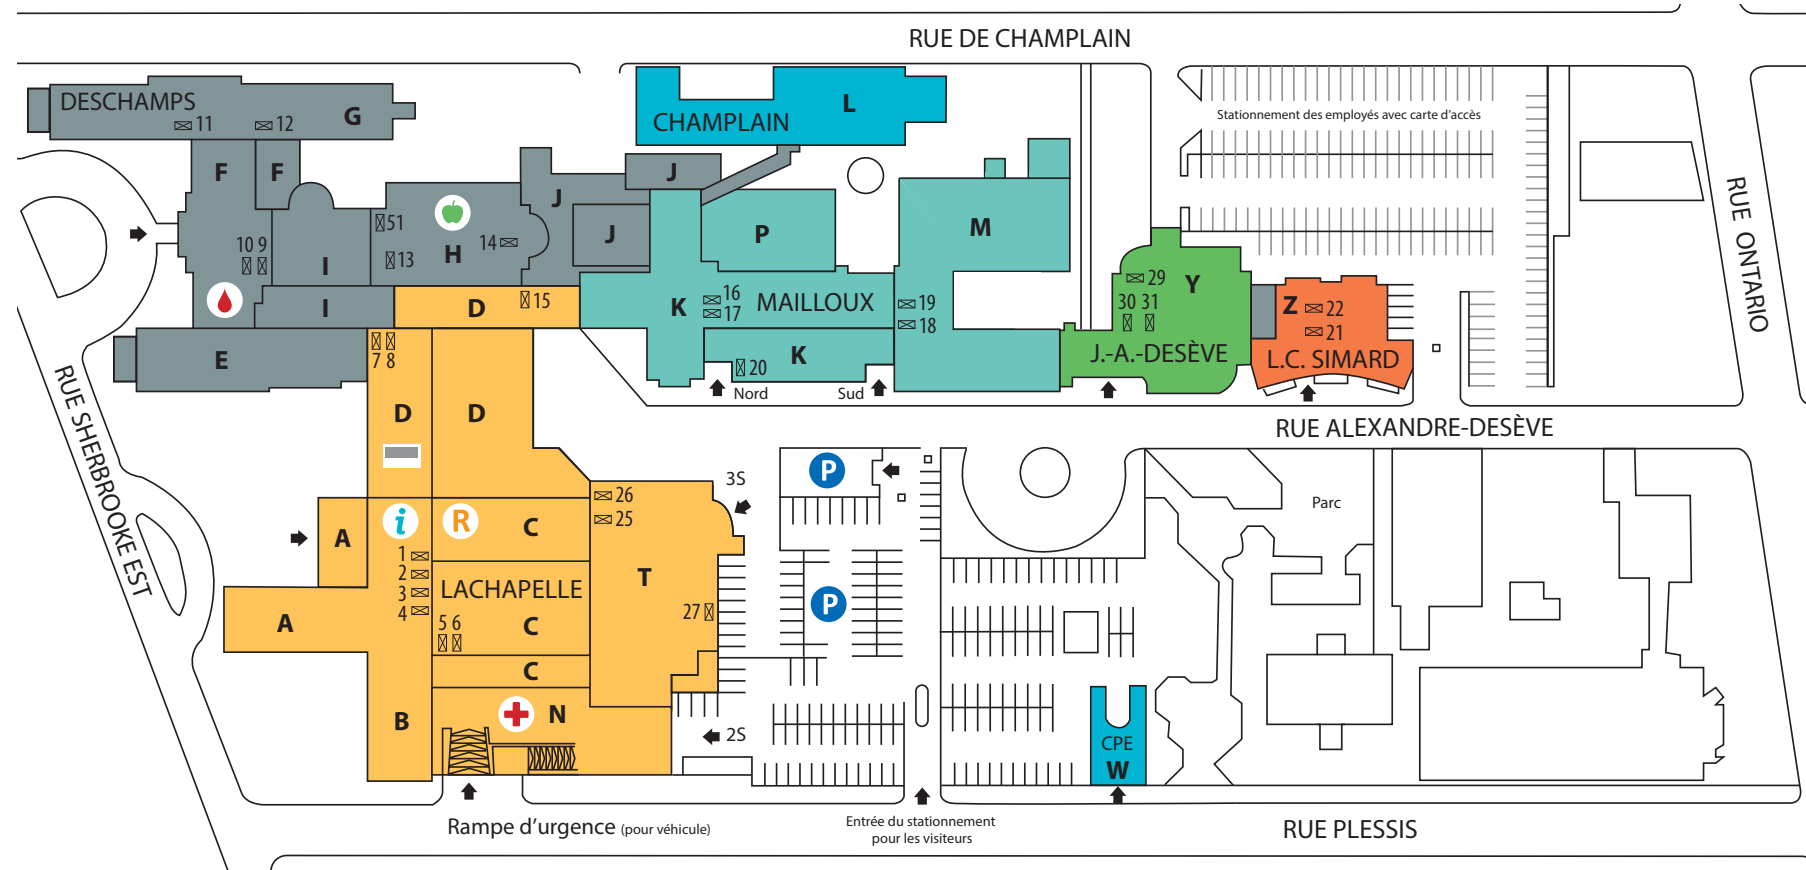 RUE DE CHAMPLAIN
DESCHAMPS
11
12
G
CHAMPLAIN
L
Stationnement des employés avec carte d'accès
F
F
J
J
J
51
H
14
13
10 9
I
I
P
M
RUE ONTARIO
D
15
K
16
17
MAILLOUX
19
18
29
Y
30 31
Z
22
21
E
7 8
K
20
J.-A.-DESÈVE
L.C. SIMARD
Nord
Sud
RUE SHERBROOKE EST
D
D
RUE ALEXANDRE-DESÈVE
P
3S
26
25
Parc
A
i
R
C
1
2
3
4
LACHAPELLE
T
P
A
5 6
C
27
C
B
N
2S
CPE
W
Rampe d'urgence (pour véhicule)
Entrée du stationnement
pour les visiteurs
RUE PLESSIS